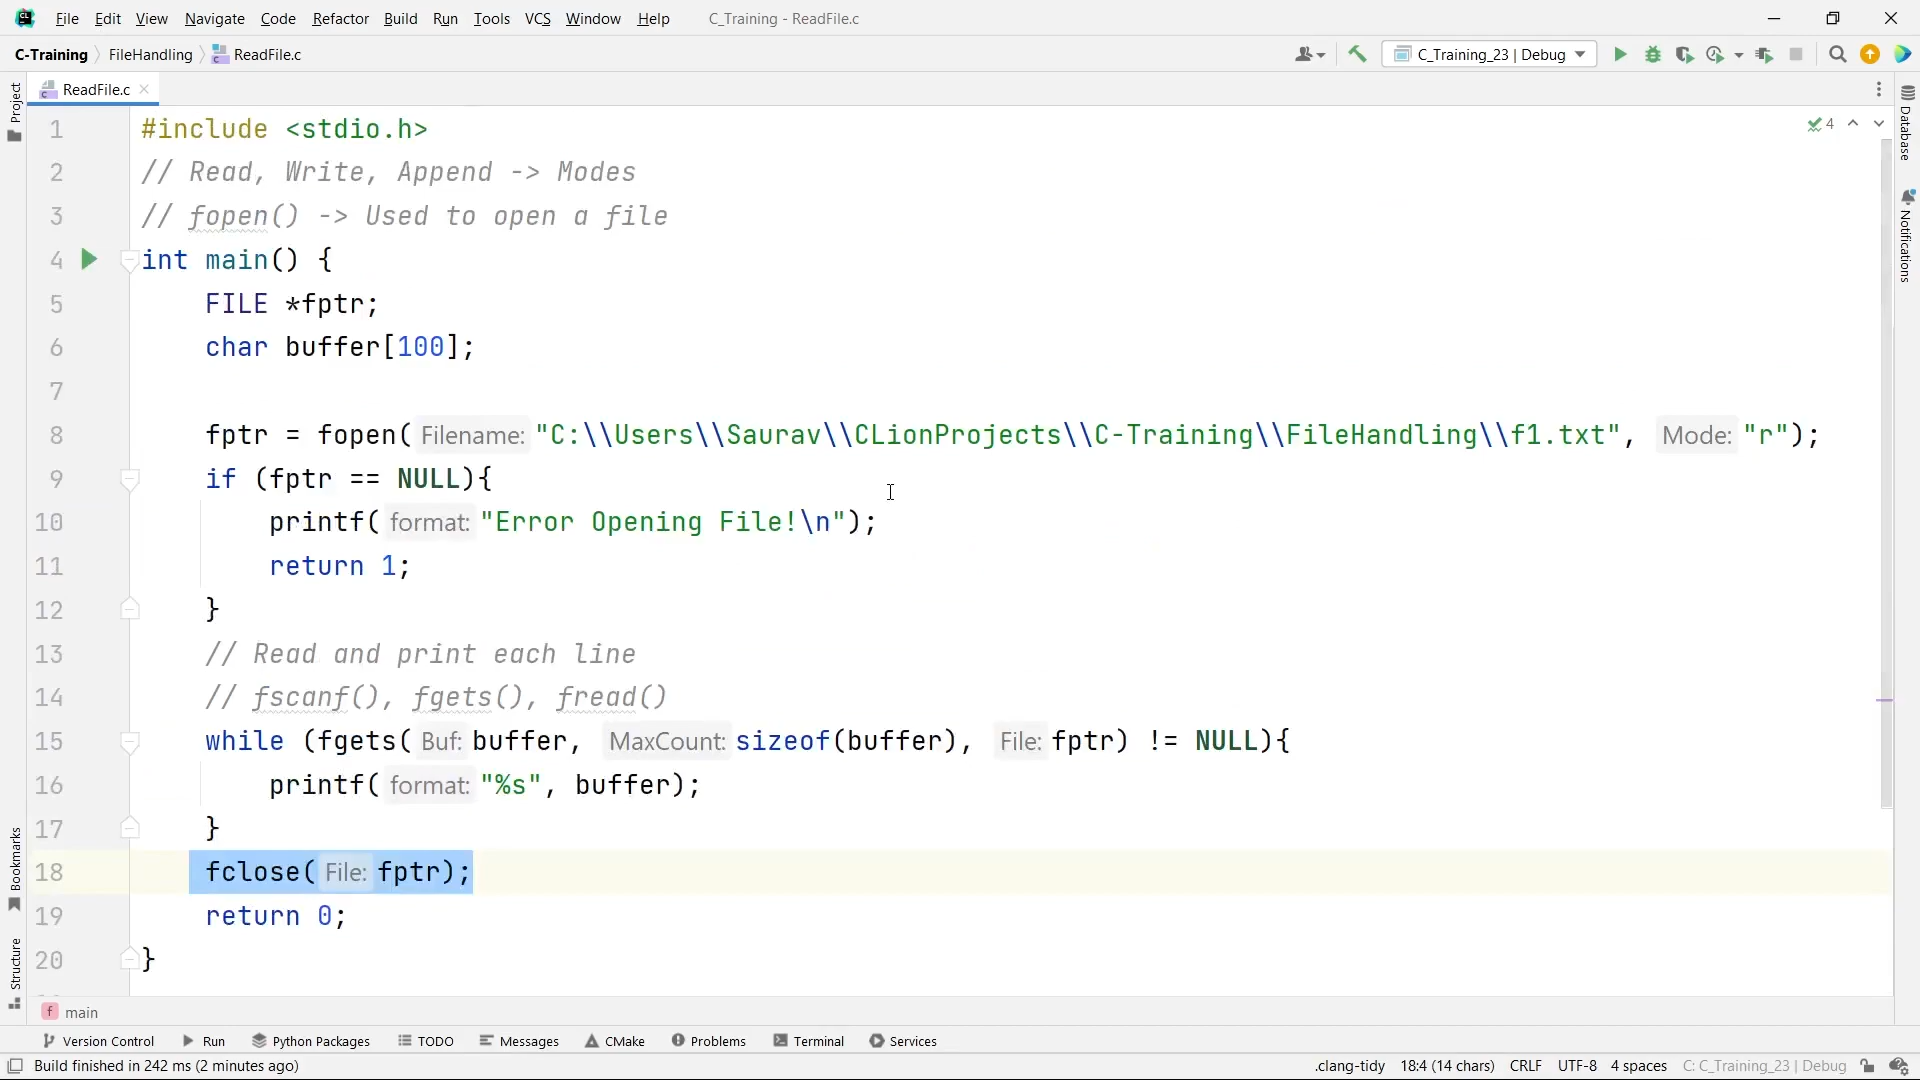 File Edit View Navigate Code Refactor Build Run Tools VCS Window Help C_Training - ReadFile.c
C-Training FileHandling ReadFile.c C_Training_23 | Debug
Project ReadFile.c
1 #include <stdio.h> 4
2 // Read, Write, Append -> Modes
3 // fopen() -> Used to open a file
4 int main() {
5 FILE *fptr;
6 char buffer[100];
7
8 fptr = fopen( Filename: "C:\\Users\\Saurav\\CLionProjects\\C-Training\\FileHandling\\f1.txt", Mode: "r");
9 if (fptr == NULL){
10 printf( format: "Error Opening File!\n");
11 return 1;
12 }
13 // Read and print each line
14 // fscanf(), fgets(), fread()
15 while (fgets( Buf: buffer, MaxCount: sizeof(buffer), File: fptr) != NULL){
16 printf( format: "%s", buffer);
17 }
18 fclose( File: fptr);
19 return 0;
20 }
Database
Notifications
Bookmarks
Structure
f main
Version Control Run Python Packages TODO Messages CMake Problems Terminal Services
Build finished in 242 ms (2 minutes ago) .clang-tidy 18:4 (14 chars) CRLF UTF-8 4 spaces C: C_Training_23 | Debug